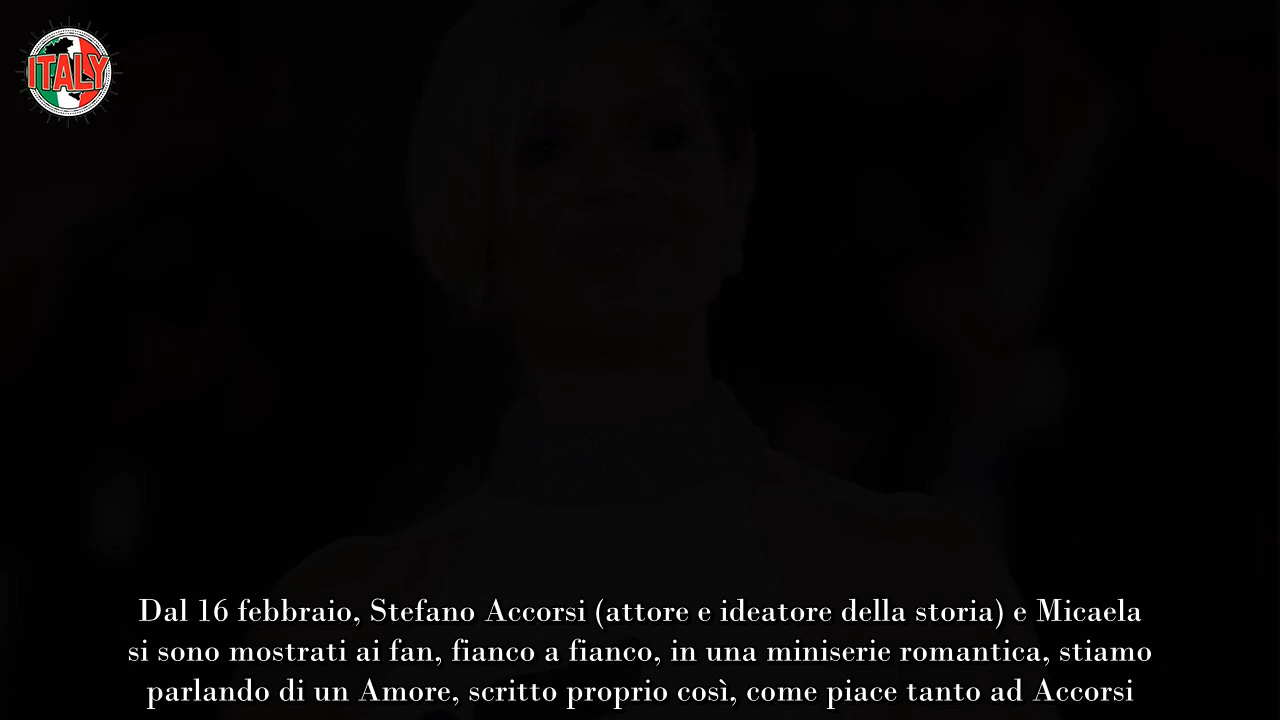 ITALY
Dal 16 febbraio, Stefano Accorsi (attore e ideatore della storia) e Micaela
si sono mostrati ai fan, fianco a fianco, in una miniserie romantica, stiamo
parlando di un Amore, scritto proprio così, come piace tanto ad Accorsi